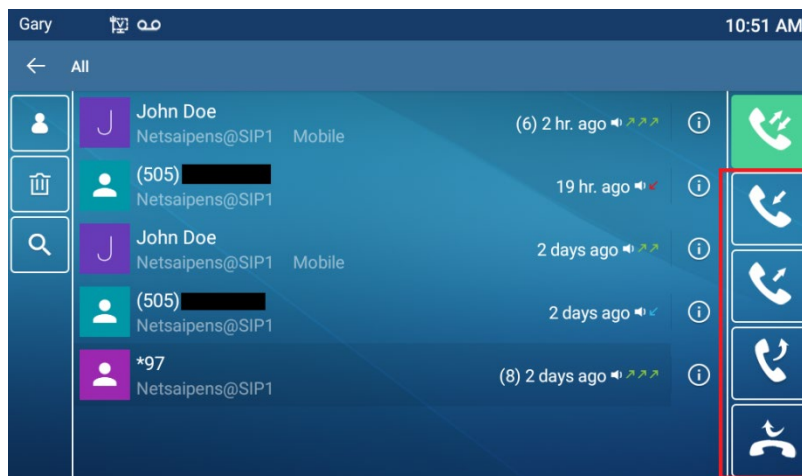 Gary
10:51 AM
All
J
John Doe
(6) 2 hr. ago
Netsaipens@SIP1 Mobile
(505)
19 hr. ago
Netsaipens@SIP1
J
John Doe
2 days ago
Netsaipens@SIP1 Mobile
(505)
2 days ago
Netsaipens@SIP1
*97
(8) 2 days ago
Netsaipens@SIP1